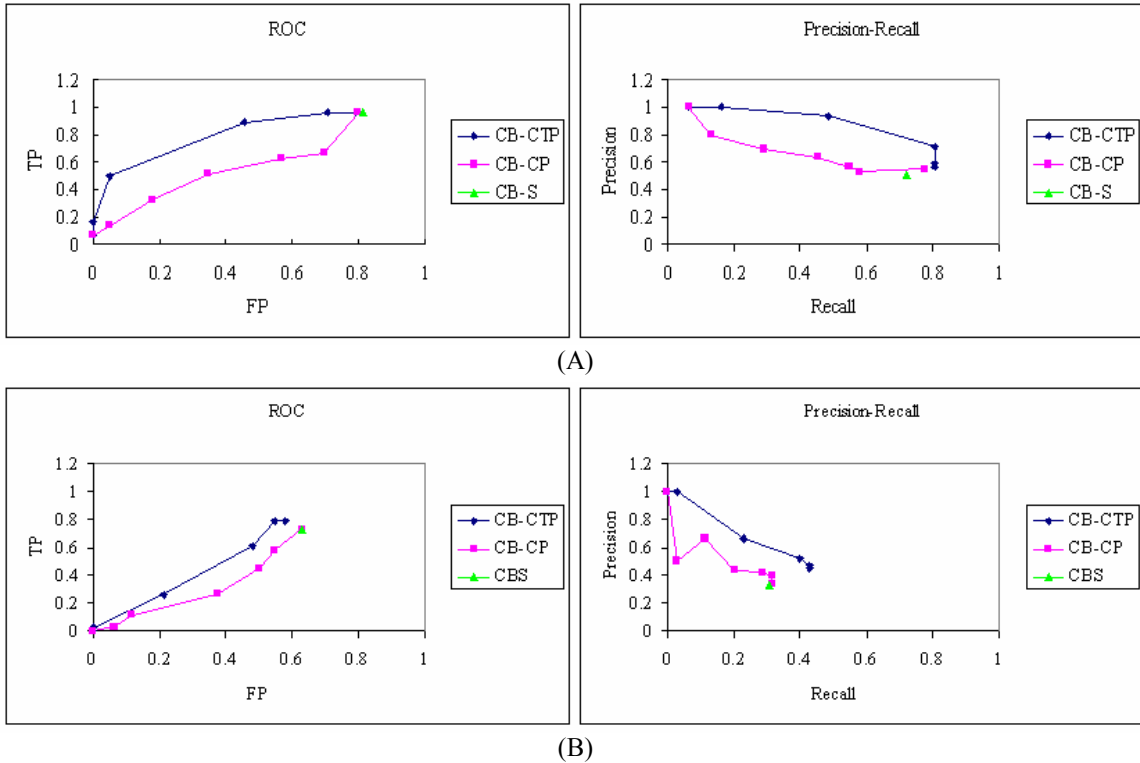 ROC
1.2
1
0.8
0.6
0.4
0.2
0
TP
0 0.2 0.4 0.6 0.8 1
FP
CB-CTP
CB-CP
CB-S
Precision-Recall
1.2
1
0.8
0.6
0.4
0.2
0
Precision
0 0.2 0.4 0.6 0.8 1
Recall
CB-CTP
CB-CP
CB-S
(A)
ROC
1.2
1
0.8
0.6
0.4
0.2
0
TP
0 0.2 0.4 0.6 0.8 1
FP
CB-CTP
CB-CP
CBS
Precision-Recall
1.2
1
0.8
0.6
0.4
0.2
0
Precision
0 0.2 0.4 0.6 0.8 1
Recall
CB-CTP
CB-CP
CBS
(B)